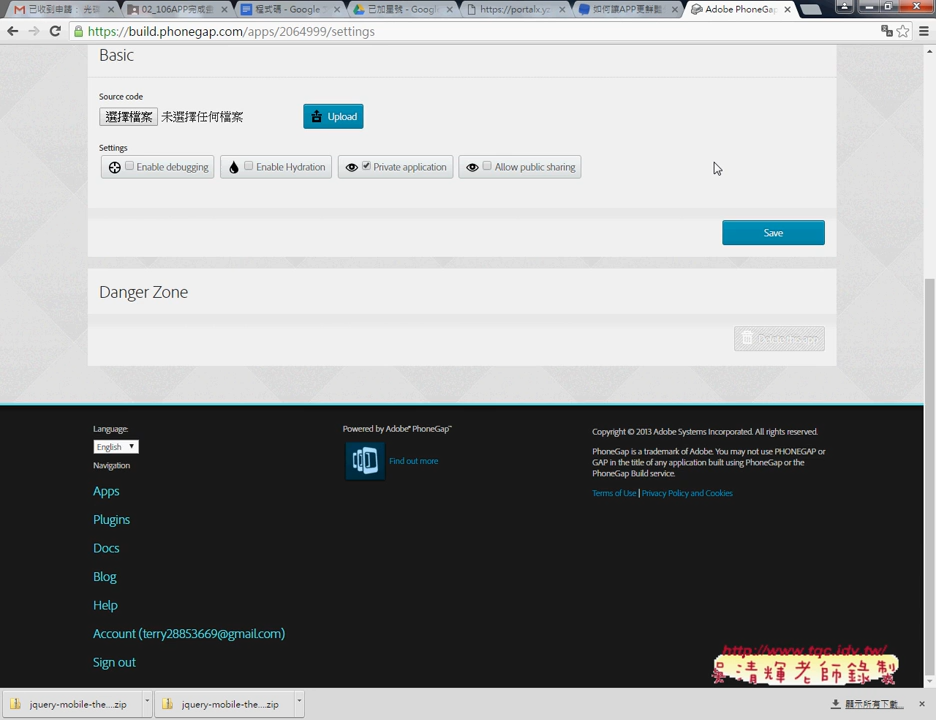 已收到申請：光碟
02_106APP完成曲
程式碼 - Google
已加星號 - Google
https://portalx.yz
如何讓APP更鮮豔
Adobe PhoneGap
https://build.phonegap.com/apps/2064999/settings
Basic
Source code
選擇檔案 未選擇任何檔案
Upload
Settings
Enable debugging
Enable Hydration
Private application
Allow public sharing
Save
Danger Zone
Delete this app
Language:
English
Navigation
Apps
Plugins
Docs
Blog
Help
Account (terry28853669@gmail.com)
Sign out
Powered by Adobe® PhoneGap™
Find out more
Copyright © 2013 Adobe Systems Incorporated. All rights reserved.
PhoneGap is a trademark of Adobe. You may not use PHONEGAP or
GAP in the title of any application built using PhoneGap or the
PhoneGap Build service.
Terms of Use | Privacy Policy and Cookies
http://www.tqc.idv.tw/
吳清輝老師錄製
jquery-mobile-the....zip
jquery-mobile-the....zip
顯示所有下載...